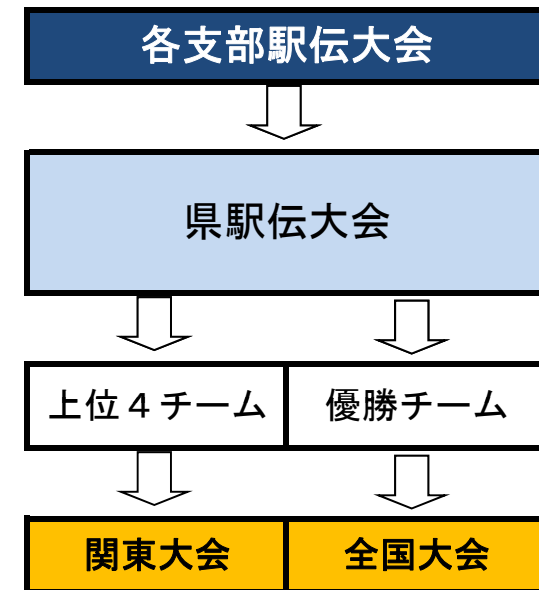 各支部駅伝大会
県駅伝大会
上位４チーム
優勝チーム
関東大会
全国大会